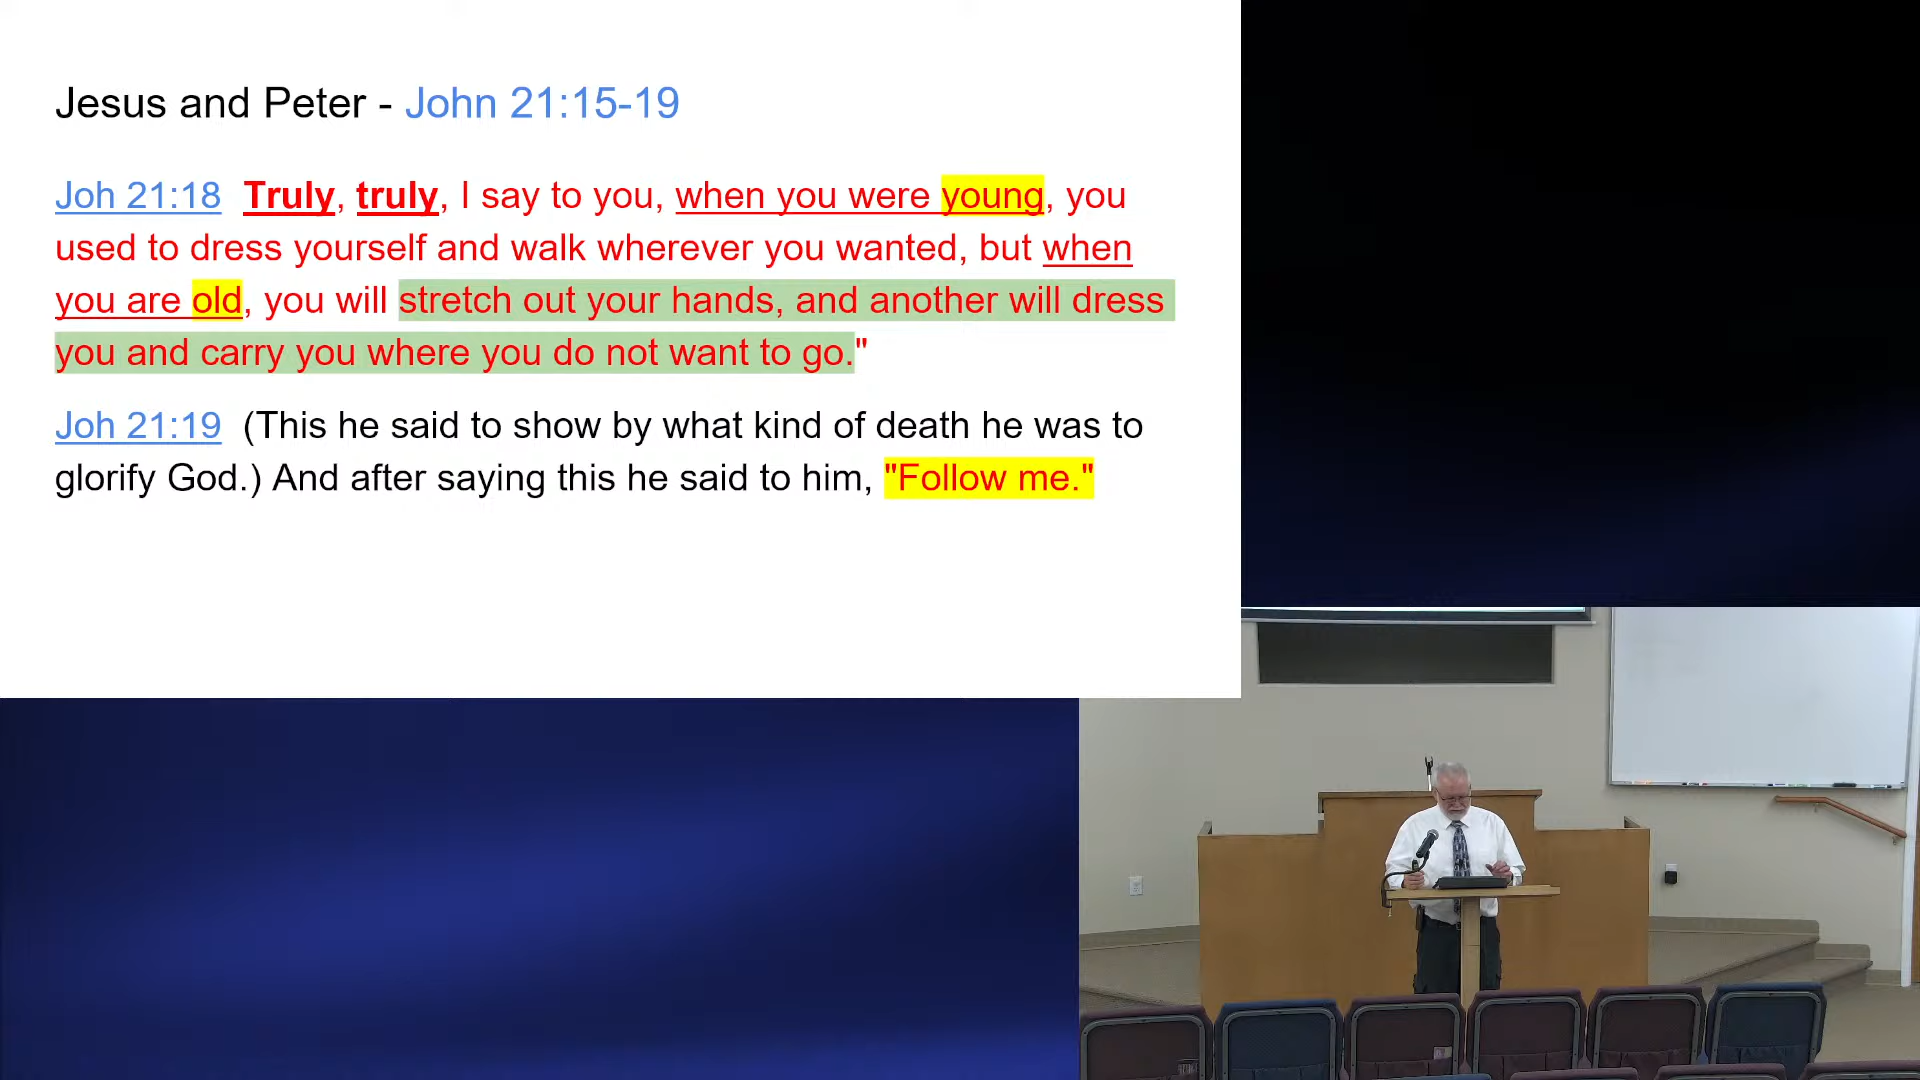 Jesus and Peter - John 21:15-19
Joh 21:18 Truly, truly, I say to you, when you were young, you
used to dress yourself and walk wherever you wanted, but when
you are old, you will stretch out your hands, and another will dress
you and carry you where you do not want to go."
Joh 21:19 (This he said to show by what kind of death he was to
glorify God.) And after saying this he said to him, "Follow me."